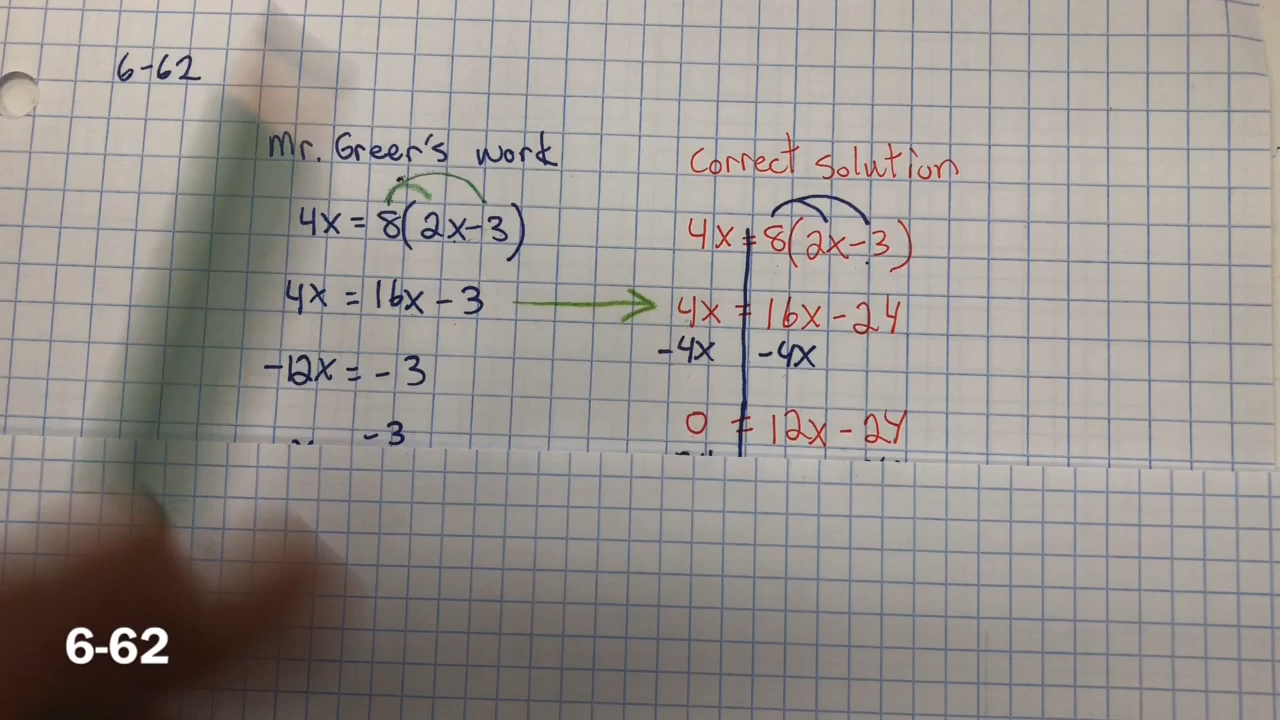 6-62
Mr. Greer's work
4x = 8(2x-3)
4x = 16x - 3
-12x = -3
-3
Correct Solution
4x = 8(2x-3)
4x = 16x - 24
-4x -4x
0 = 12x - 24
6-62